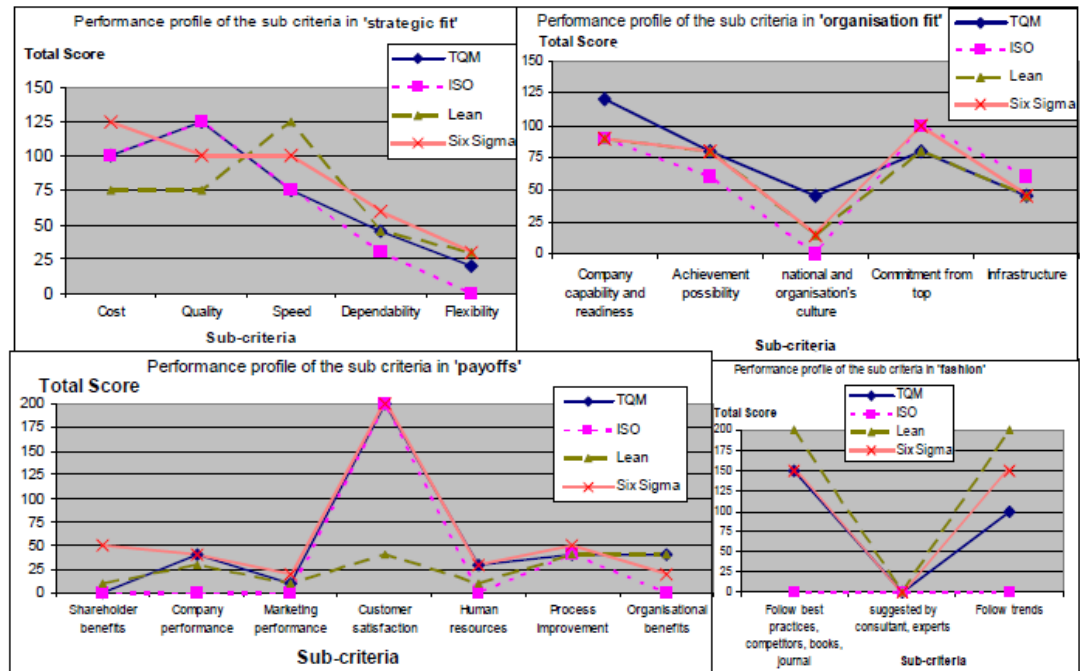 Performance profile of the sub criteria in 'strategic fit'
Total Score
TQM
ISO
Lean
Six Sigma
150
125
100
75
50
25
0
Cost Quality Speed Dependability Flexibility
Sub-criteria
Performance profile of the sub criteria in 'organisation fit'
Total Score
TQM
ISO
Lean
Six Sigma
150
125
100
75
50
25
0
Company capability and readiness
Achievement possibility
national and organisation's culture
Commitment from top
Infrastructure
Sub-criteria
Performance profile of the sub criteria in 'payoffs'
Total Score
TQM
ISO
Lean
Six Sigma
200
175
150
125
100
75
50
25
0
Shareholder benefits
Company performance
Marketing performance
Customer satisfaction
Human resources
Process Improvement
Organisational benefits
Sub-criteria
Performance profile of the sub criteria in 'fashion'
Total Score
TQM
ISO
Lean
Six Sigma
200
175
150
125
100
75
50
25
0
Follow best practices, competitors, books, journal
suggested by consultant, experts
Follow trends
Sub-criteria